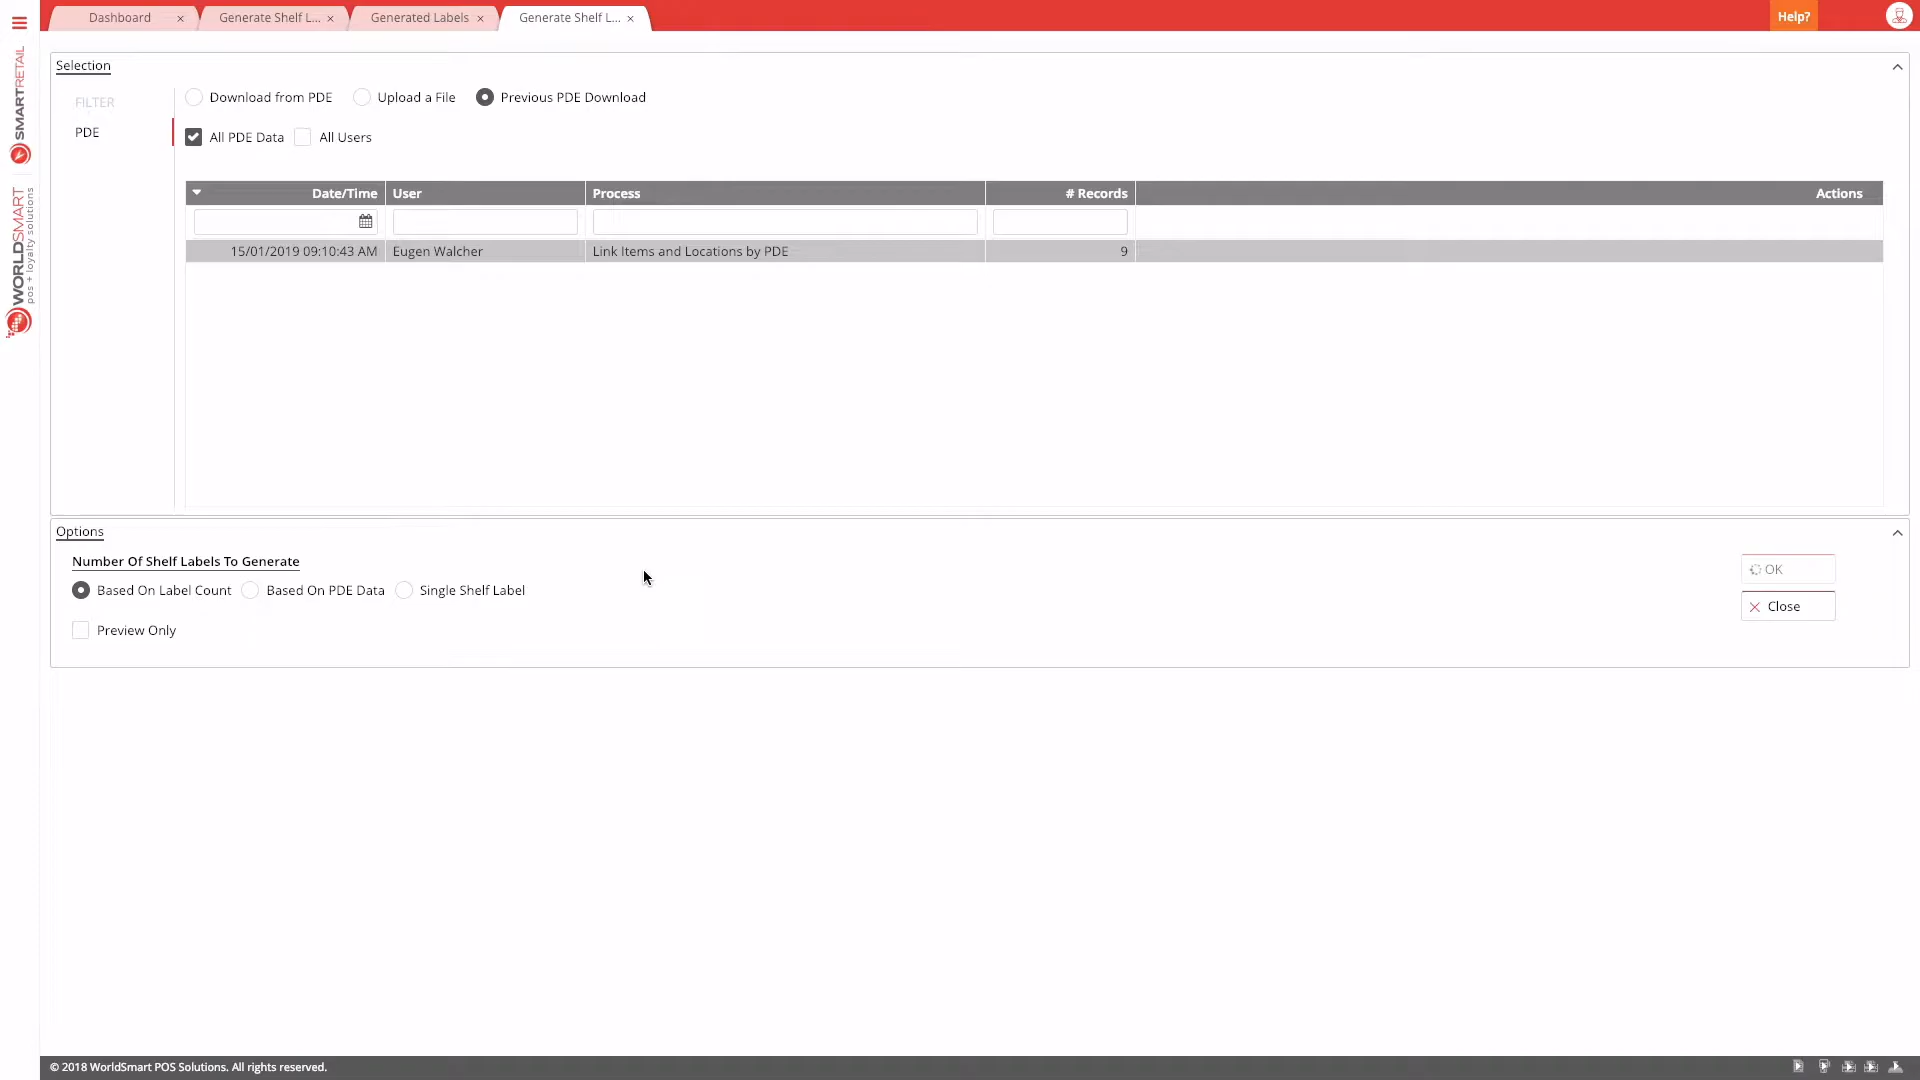 Dashboard × Generate Shelf L... × Generated Labels × Generate Shelf L... × Help?
SMARTRETAIL
WORLDSMART
pos + loyalty solutions
Selection
FILTER
PDE
Download from PDE Upload a File Previous PDE Download
All PDE Data All Users
Date/Time User Process # Records Actions
15/01/2019 09:10:43 AM Eugen Walcher Link Items and Locations by PDE 9
Options
Number Of Shelf Labels To Generate
Based On Label Count Based On PDE Data Single Shelf Label
Preview Only
OK
Close
© 2018 WorldSmart POS Solutions. All rights reserved.